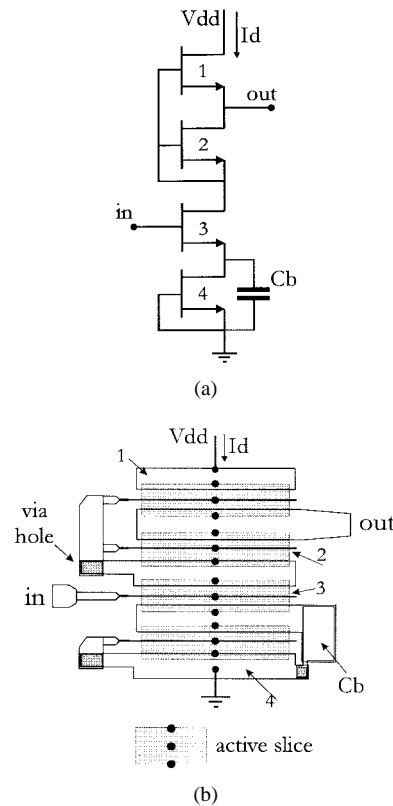 Vdd
Id
1
out
2
in
3
Cb
4
(a)
Vdd
Id
1
via
hole
out
2
3
in
Cb
4
active slice
(b)